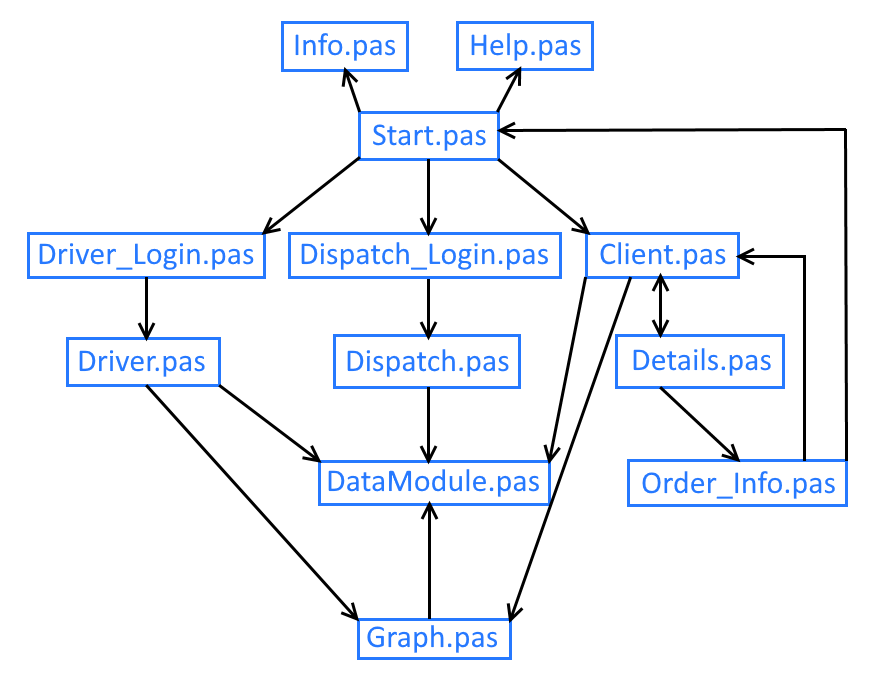 Info.pas
Help.pas
Start.pas
Driver_Login.pas
Dispatch_Login.pas
Client.pas
Driver.pas
Dispatch.pas
Details.pas
DataModule.pas
Order_Info.pas
Graph.pas